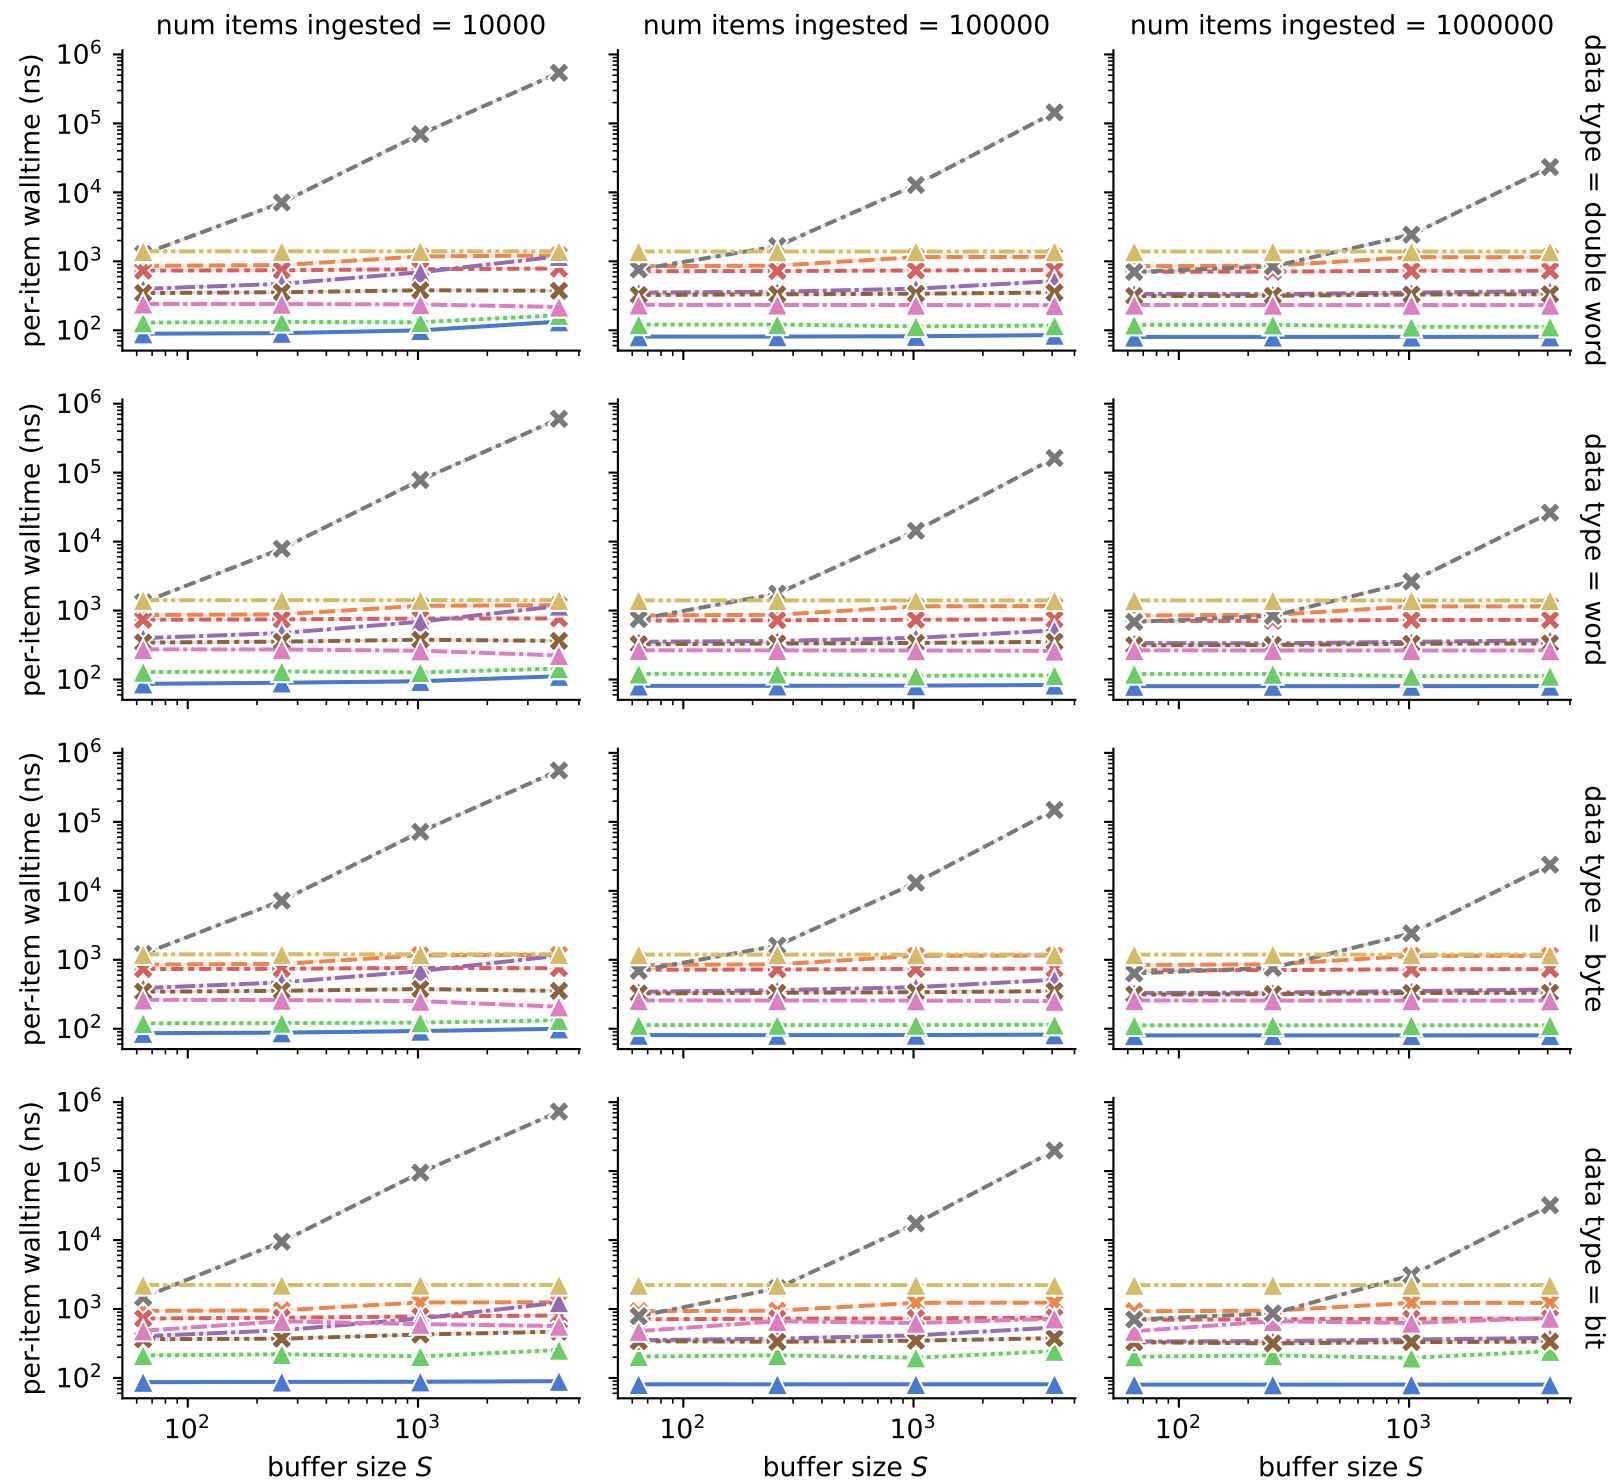 num items ingested = 10000
num items ingested = 100000
num items ingested = 1000000
per-item walltime (ns)
10^6
10^5
10^4
10^3
10^2
data type = double word
per-item walltime (ns)
10^6
10^5
10^4
10^3
10^2
data type = word
per-item walltime (ns)
10^6
10^5
10^4
10^3
10^2
data type = byte
per-item walltime (ns)
10^6
10^5
10^4
10^3
10^2
data type = bit
10^2 10^3
10^2 10^3
10^2 10^3
buffer size S
buffer size S
buffer size S